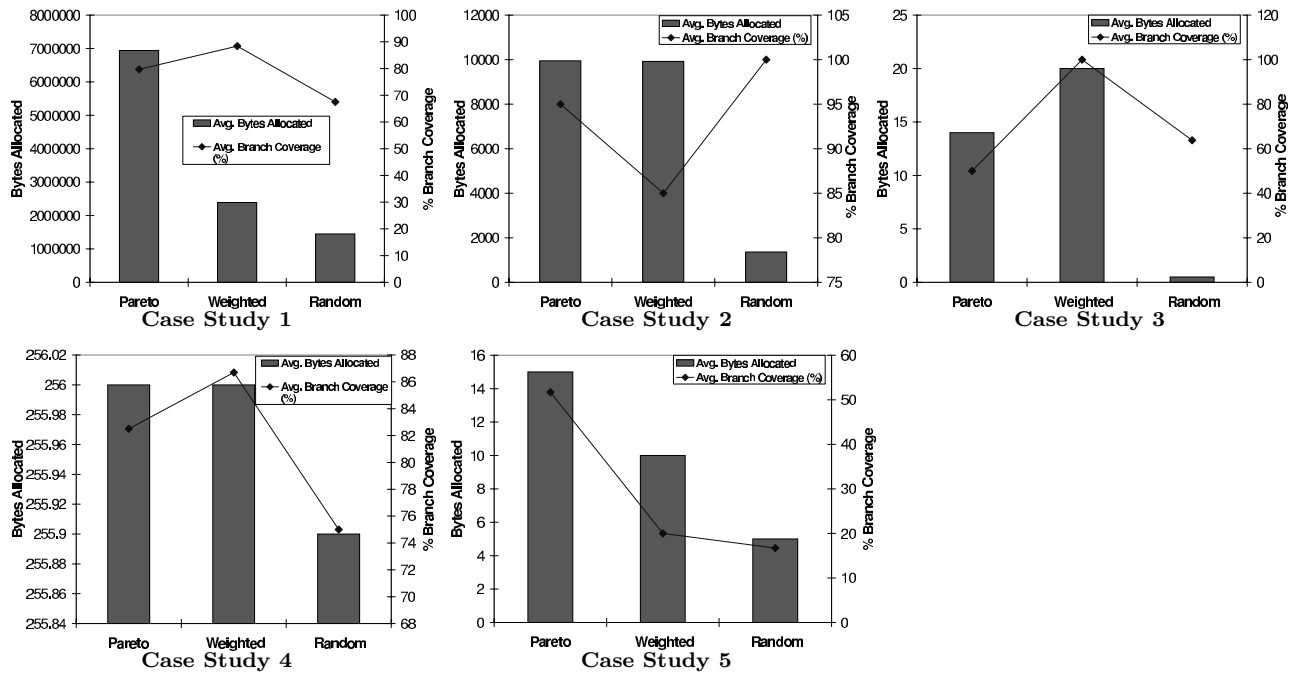 8000000
7000000
6000000
5000000
4000000
3000000
2000000
1000000
0
Bytes Allocated
100
90
80
70
60
50
40
30
20
10
0
% Branch Coverage
Avg. Bytes Allocated
Avg. Branch Coverage
(%)
Pareto Weighted Random
Case Study 1
12000
10000
8000
6000
4000
2000
0
Bytes Allocated
105
100
95
90
85
80
75
% Branch Coverage
Avg. Bytes Allocated
Avg. Branch Coverage (%)
Pareto Weighted Random
Case Study 2
25
20
15
10
5
0
Bytes Allocated
120
100
80
60
40
20
0
% Branch Coverage
Avg. Bytes Allocated
Avg. Branch Coverage (%)
Pareto Weighted Random
Case Study 3
256.02
256
255.98
255.96
255.94
255.92
255.9
255.88
255.86
255.84
Bytes Allocated
88
86
84
82
80
78
76
74
72
70
68
% Branch Coverage
Avg. Bytes Allocated
Avg. Branch Coverage
(%)
Pareto Weighted Random
Case Study 4
16
14
12
10
8
6
4
2
0
Bytes Allocated
60
50
40
30
20
10
0
% Branch Coverage
Avg. Bytes Allocated
Avg. Branch Coverage (%)
Pareto Weighted Random
Case Study 5